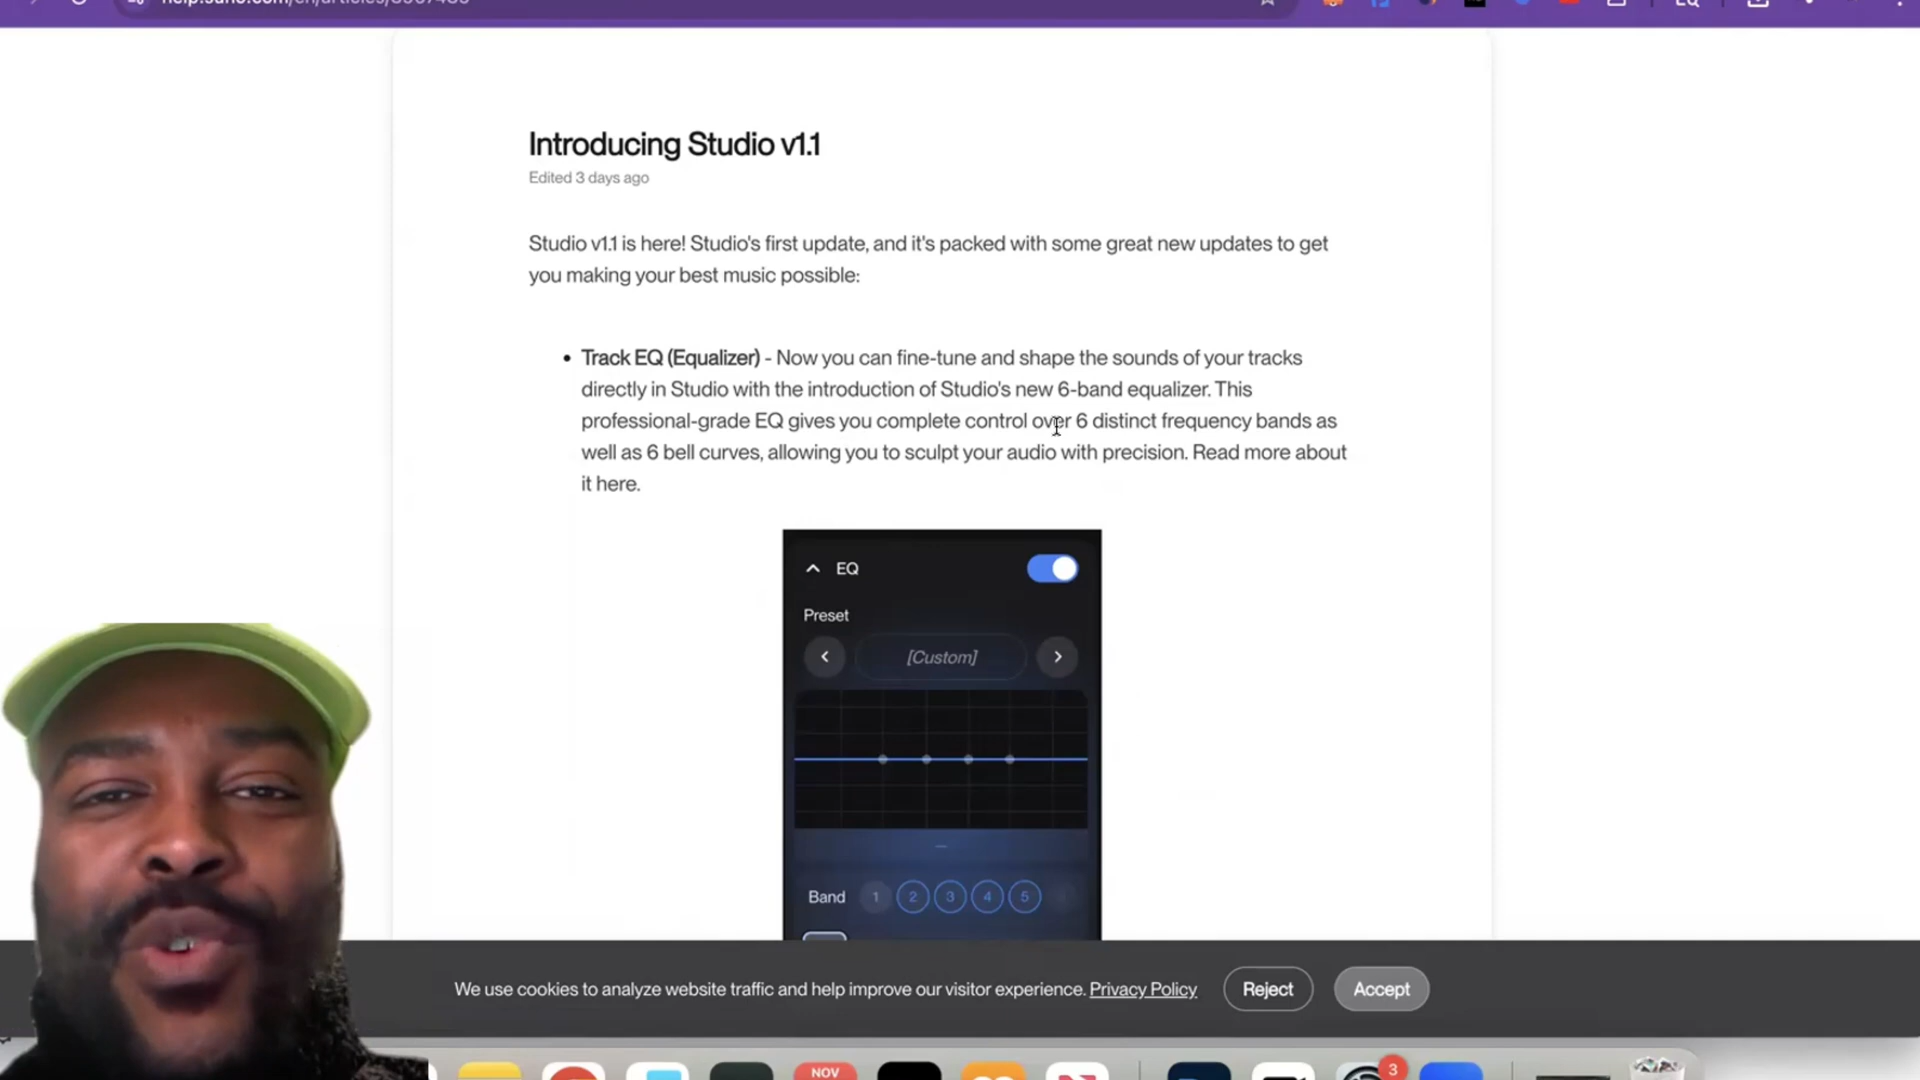 Introducing Studio v1.1
Edited 3 days ago
Studio v1.1 is here! Studio's first update, and it's packed with some great new updates to get
you making your best music possible:
• Track EQ (Equalizer) - Now you can fine-tune and shape the sounds of your tracks
directly in Studio with the introduction of Studio's new 6-band equalizer. This
professional-grade EQ gives you complete control over 6 distinct frequency bands as
well as 6 bell curves, allowing you to sculpt your audio with precision. Read more about
it here.
EQ
Preset
[Custom]
Band 1 2 3 4 5
We use cookies to analyze website traffic and help improve our visitor experience. Privacy Policy Reject Accept
NOV
3